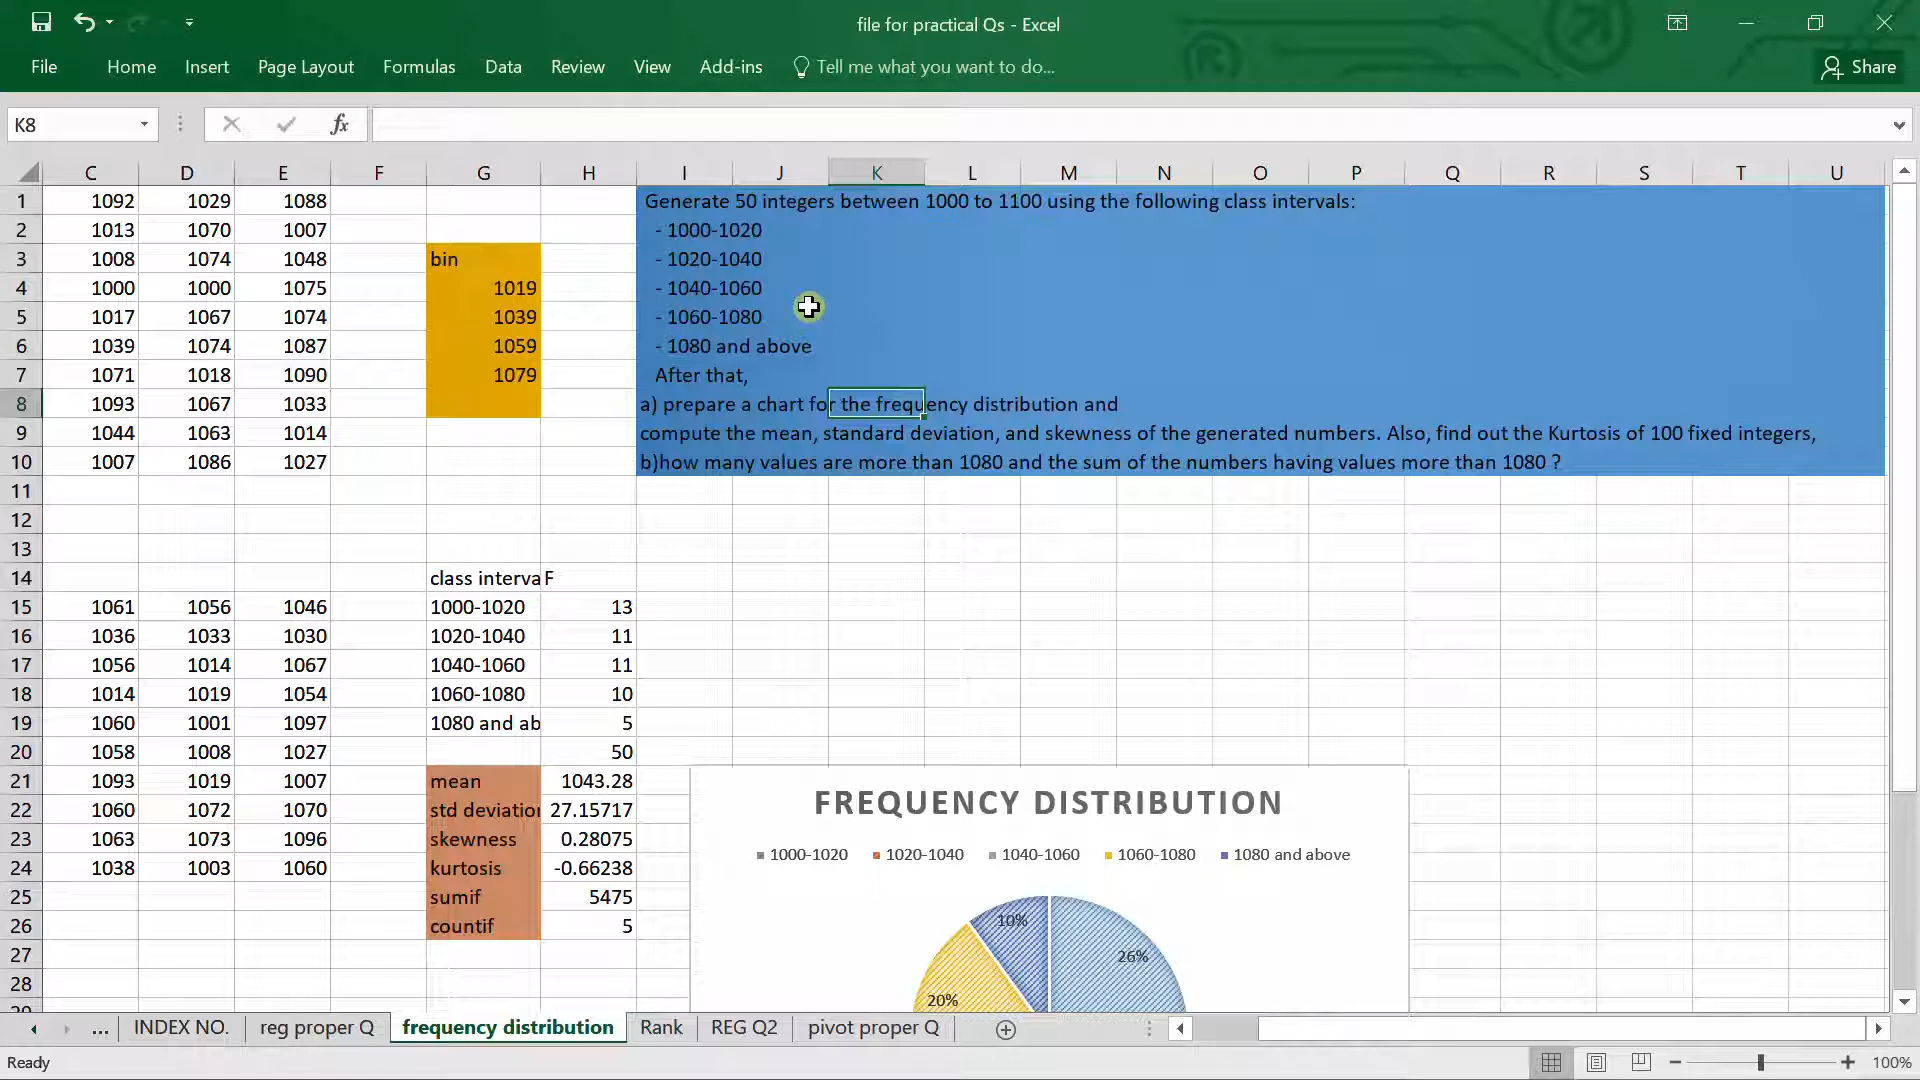 file for practical Qs - Excel
File Home Insert Page Layout Formulas Data Review View Add-ins Tell me what you want to do... Share
K8 fx
C D E F G H I J K L M N O P Q R S T U
1 1092 1029 1088 Generate 50 integers between 1000 to 1100 using the following class intervals:
2 1013 1070 1007 - 1000-1020
3 1008 1074 1048 bin - 1020-1040
4 1000 1000 1075 1019 - 1040-1060
5 1017 1067 1074 1039 - 1060-1080
6 1039 1074 1087 1059 - 1080 and above
7 1071 1018 1090 1079 After that,
8 1093 1067 1033 a) prepare a chart for the frequency distribution and
9 1044 1063 1014 compute the mean, standard deviation, and skewness of the generated numbers. Also, find out the Kurtosis of 100 fixed integers,
10 1007 1086 1027 b)how many values are more than 1080 and the sum of the numbers having values more than 1080 ?
11
12
13
14 class interva F
15 1061 1056 1046 1000-1020 13
16 1036 1033 1030 1020-1040 11
17 1056 1014 1067 1040-1060 11
18 1014 1019 1054 1060-1080 10
19 1060 1001 1097 1080 and ab 5
20 1058 1008 1027 50
21 1093 1019 1007 mean 1043.28
22 1060 1072 1070 std deviation 27.15717
23 1063 1073 1096 skewness 0.28075
24 1038 1003 1060 kurtosis -0.66238
25 sumif 5475
26 countif 5
27
28
29
FREQUENCY DISTRIBUTION
1000-1020 1020-1040 1040-1060 1060-1080 1080 and above
10%
26%
20%
... INDEX NO. reg proper Q frequency distribution Rank REG Q2 pivot proper Q
Ready 100%